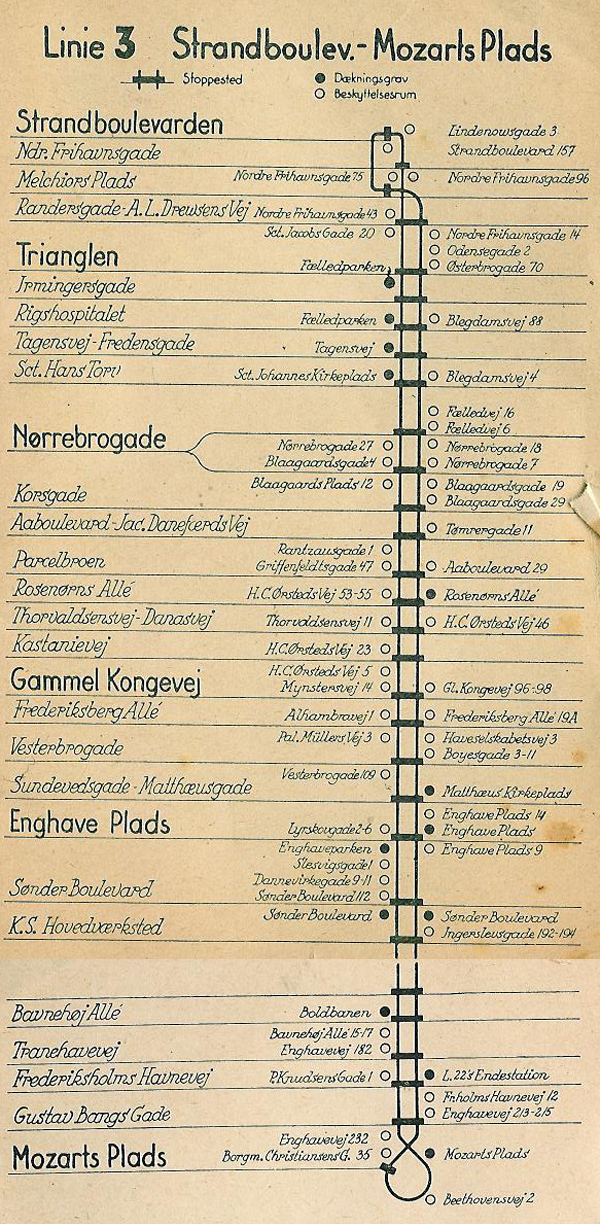 Linie 3 Strandboulev.-Mozarts Plads
Stoppested
Dækningsgrav
Beskyttelsesrum
Strandboulevarden
Lindenowsgade 3
Ndr. Frihavnsgade
Strandboulevard 157
Melchiors Plads
Nordre Frihavnsgade 75
Nordre Frihavnsgade 96
Randersgade-A.L.Drewsens Vej
Nordre Frihavnsgade 43
Sct. Jacobs Gade 20
Nordre Frihavnsgade 14
Odensegade 2
Trianglen
Fælledparken
Østerbrogade 70
Irmingersgade
Rigshospitalet
Fælledparken
Blegdamsvej 88
Tagensvej-Fredensgade
Tagensvej
Sct. Hans Torv
Sct. Johannes Kirkeplads
Blegdamsvej 4
Fælledvej 16
Fælledvej 6
Nørrebrogade
Nørrebrogade 27
Nørrebrogade 18
Blaagaardsgade 4
Nørrebrogade 7
Blaagaards Plads 12
Blaagaardsgade 19
Korsgade
Blaagaardsgade 29
Aaboulevard-Jac. Danefærds Vej
Tømrergade 11
Rantzausgade 1
Parcelbroen
Griffenfeldtsgade 47
Aaboulevard 29
Rosenørns Allé
H.C.Ørsteds Vej 53-55
Rosenørns Allé
Thorvaldsensvej-Danasvej
Thorvaldsensvej 11
H.C.Ørsteds Vej 46
Kastanievej
H.C.Ørsteds Vej 23
H.C.Ørsteds Vej 5
Gammel Kongevej
Mynstersvej 14
Gl. Kongevej 96-98
Frederiksberg Allé
Alhambravej 1
Frederiksberg Allé 19A
Pal. Müllers Vej 3
Haveselskabetsvej 3
Vesterbrogade
Boyesgade 3-11
Vesterbrogade 109
Sundevedsgade-Matthæusgade
Matthæus Kirkeplads
Enghave Plads 14
Enghave Plads
Lyrskovgade 2-6
Enghave Plads
Enghaveparken
Enghave Plads 9
Slesvigsgade 1
Dannevirkegade 9-11
Sønder Boulevard
Sønder Boulevard 112
Sønder Boulevard
Sønder Boulevard
K.S. Hovedværksted
Ingerslevsgade 192-194
Bavnehøj Allé
Boldbanen
Bavnehøj Allé 15-17
Tranehavevej
Enghavevej 182
Frederiksholms Havnevej
P. Knudsens Gade 1
L.22's Endestation
Frholms Havnevej 12
Gustav Bangs Gade
Enghavevej 213-215
Enghavevej 232
Mozarts Plads
Borgm. Christiansens G. 35
Mozarts Plads
Beethovensvej 2